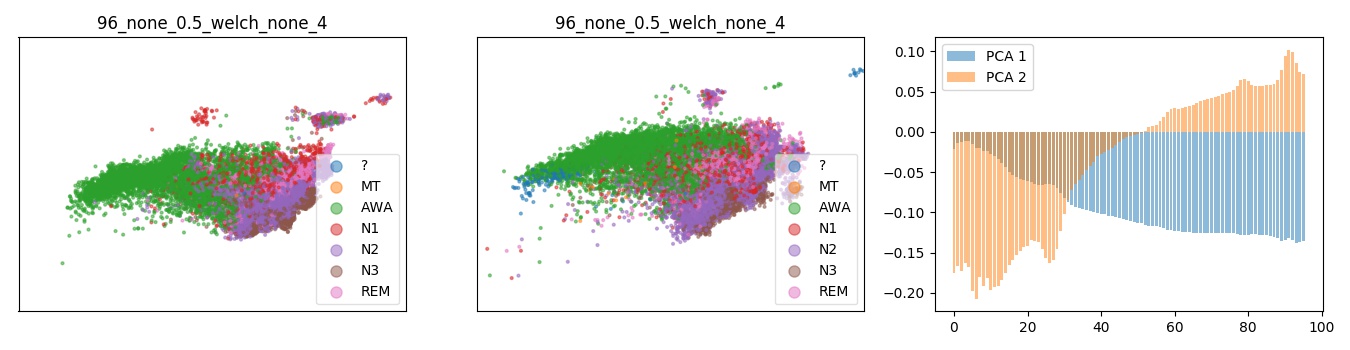 96_none_0.5_welch_none_4
?
MT
AWA
N1
N2
N3
REM
96_none_0.5_welch_none_4
?
MT
AWA
N1
N2
N3
REM
PCA 1
PCA 2
0.10
0.05
0.00
−0.05
−0.10
−0.15
−0.20
0 20 40 60 80 100